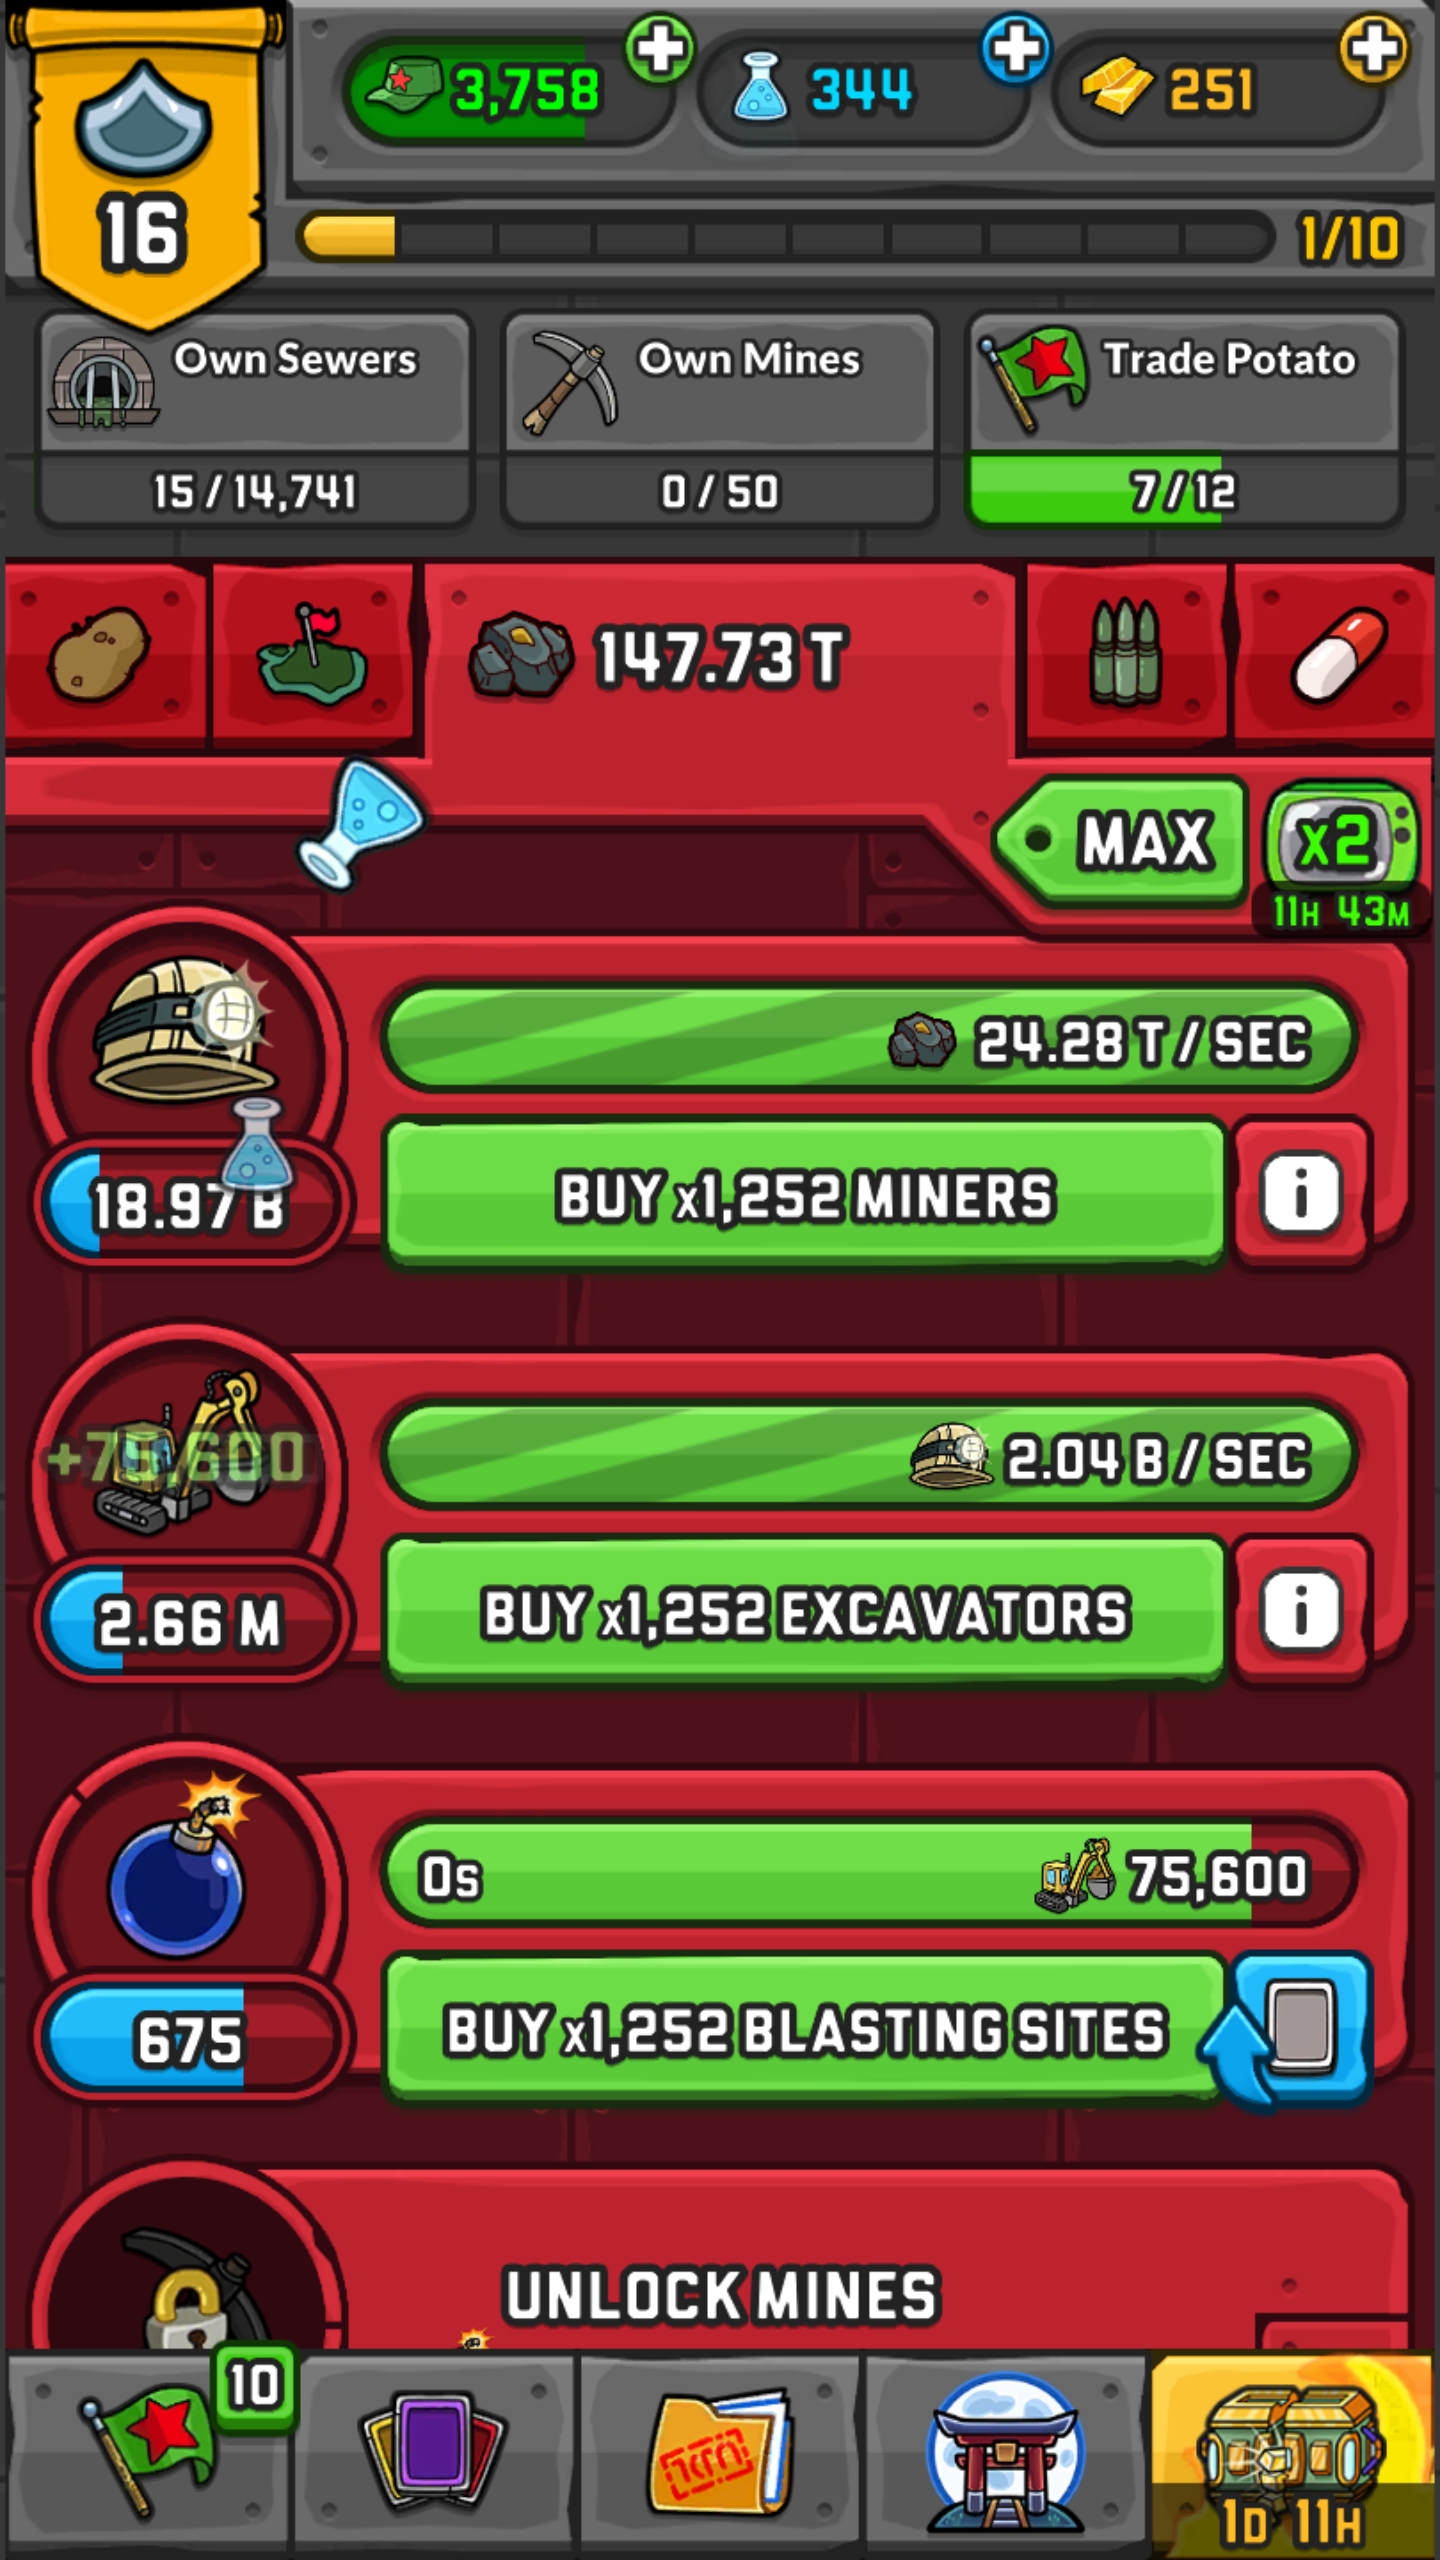 3,758
344
251
16
1/10
Own Sewers
15/14,741
Own Mines
0/50
Trade Potato
7/12
147.73 T
MAX
x2
11H 43M
24.28 T / SEC
18.97 B
BUY x1,252 MINERS
i
+75,600
2.04 B / SEC
2.66 M
BUY x1,252 EXCAVATORS
i
0s
75,600
675
BUY x1,252 BLASTING SITES
UNLOCK MINES
10
1D 11H